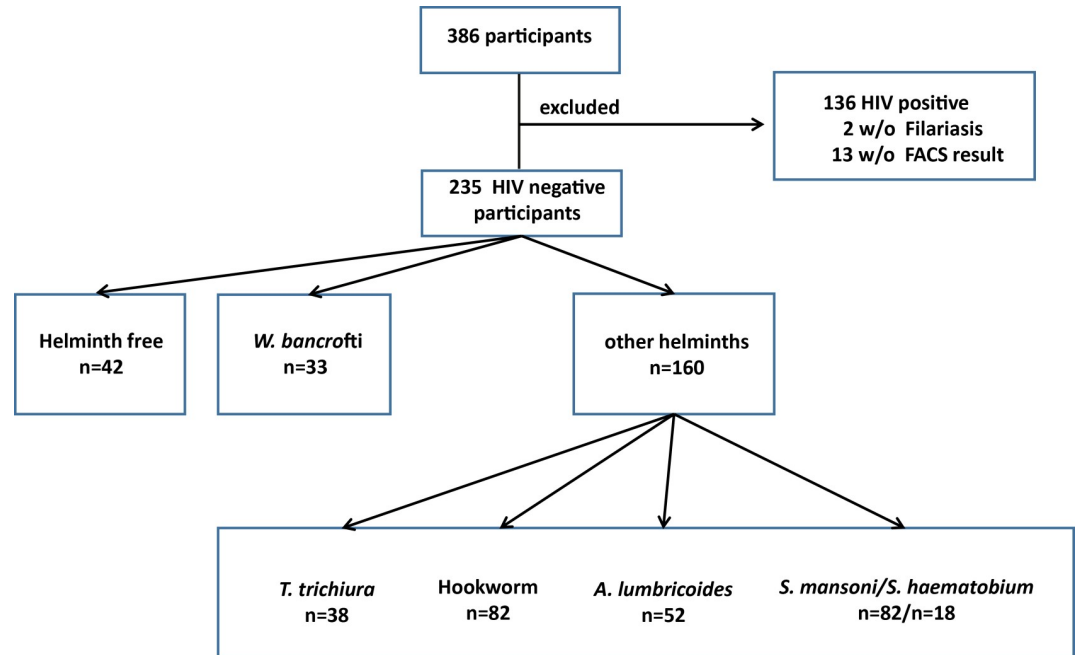 386 participants
excluded
136 HIV positive
2 w/o Filariasis
13 w/o FACS result
235 HIV negative
participants
Helminth free
n=42
W. bancrofti
n=33
other helminths
n=160
T. trichiura
n=38
Hookworm
n=82
A. lumbricoides
n=52
S. mansoni/S. haematobium
n=82/n=18